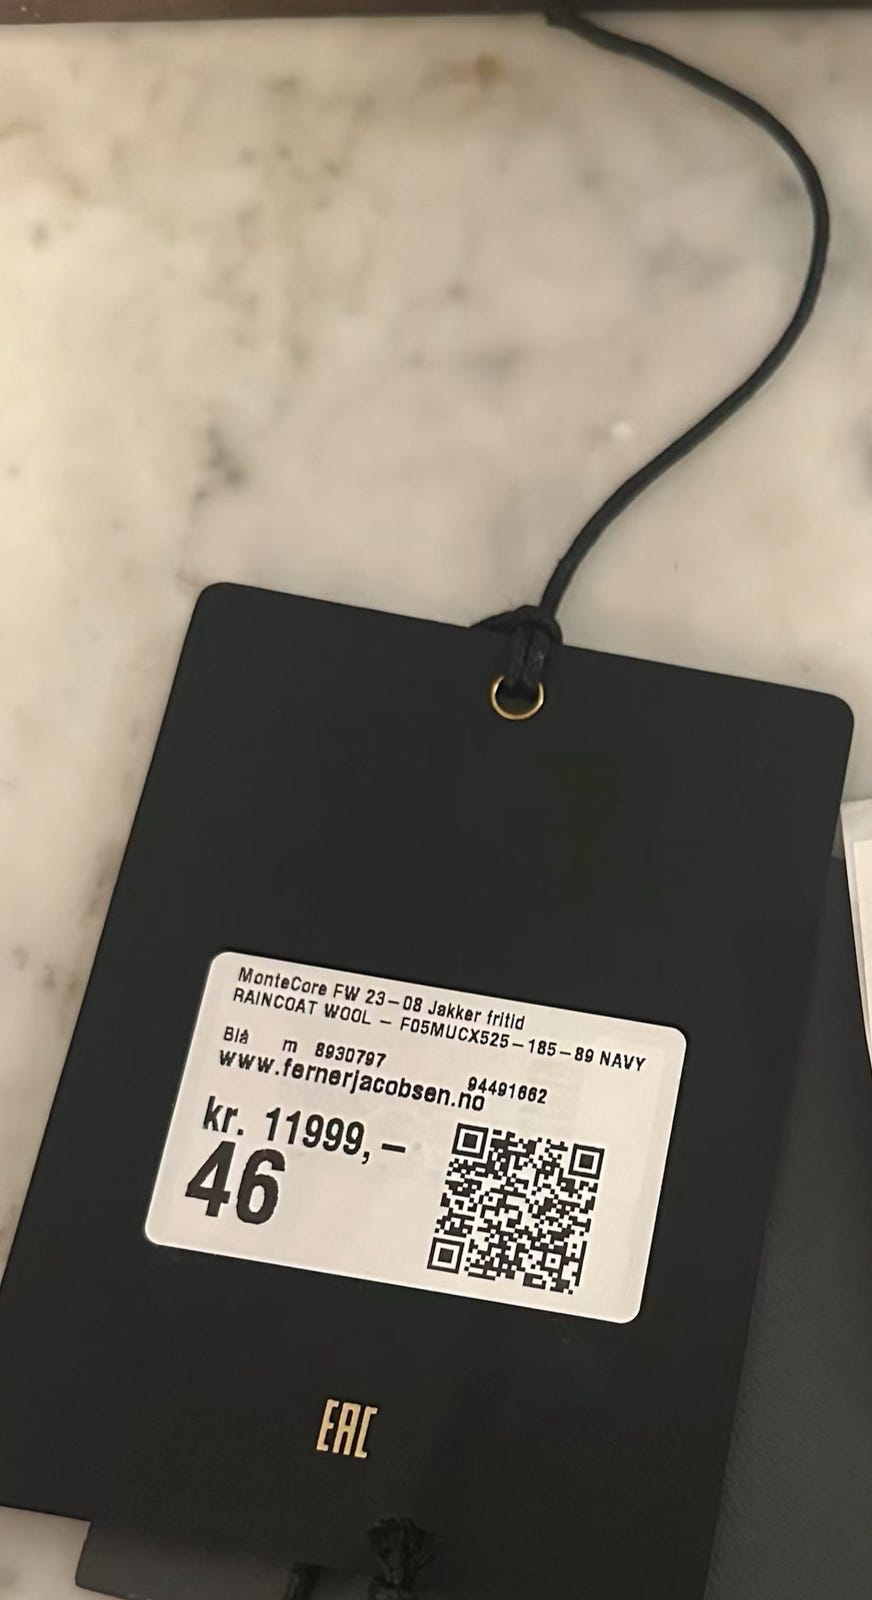 MonteCore FW 23-08 Jakker fritid
RAINCOAT WOOL - F05MUCX525-185-89 NAVY
Blå m 8930797 94491662
www.fernerjacobsen.no
kr. 11999,-
46
EAC